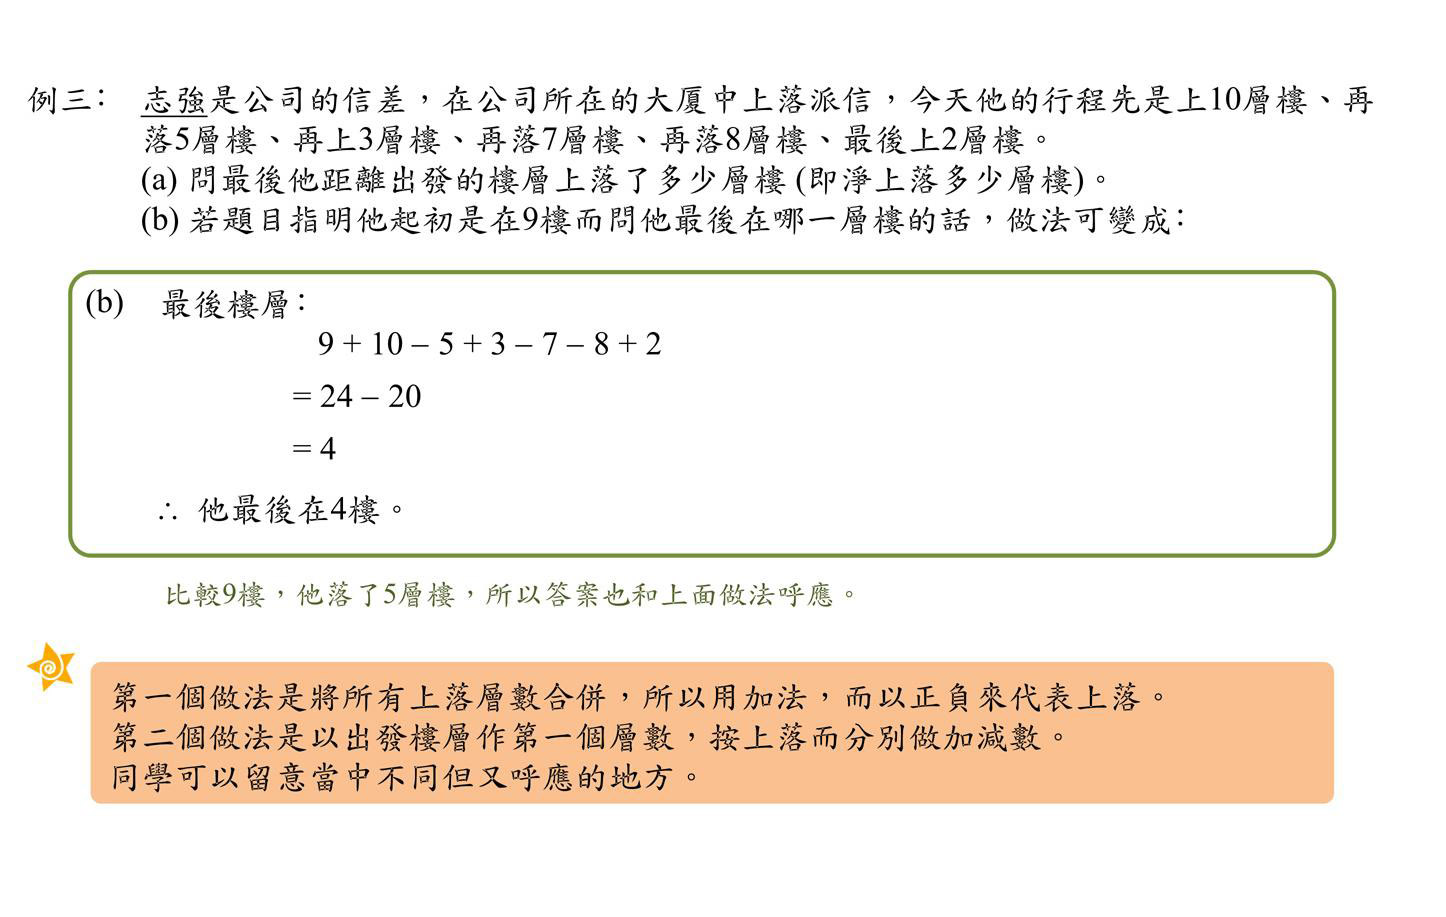 例三： 志強是公司的信差，在公司所在的大厦中上落派信，今天他的行程先是上10層樓、再
落5層樓、再上3層樓、再落7層樓、再落8層樓、最後上2層樓。
(a) 問最後他距離出發的樓層上落了多少層樓 (即淨上落多少層樓)。
(b) 若題目指明他起初是在9樓而問他最後在哪一層樓的話，做法可變成：
(b) 最後樓層：
9 + 10 – 5 + 3 – 7 – 8 + 2
= 24 – 20
= 4
∴ 他最後在4樓。
比較9樓，他落了5層樓，所以答案也和上面做法呼應。
第一個做法是將所有上落層數合併，所以用加法，而以正負來代表上落。
第二個做法是以出發樓層作第一個層數，按上落而分別做加減數。
同學可以留意當中不同但又呼應的地方。